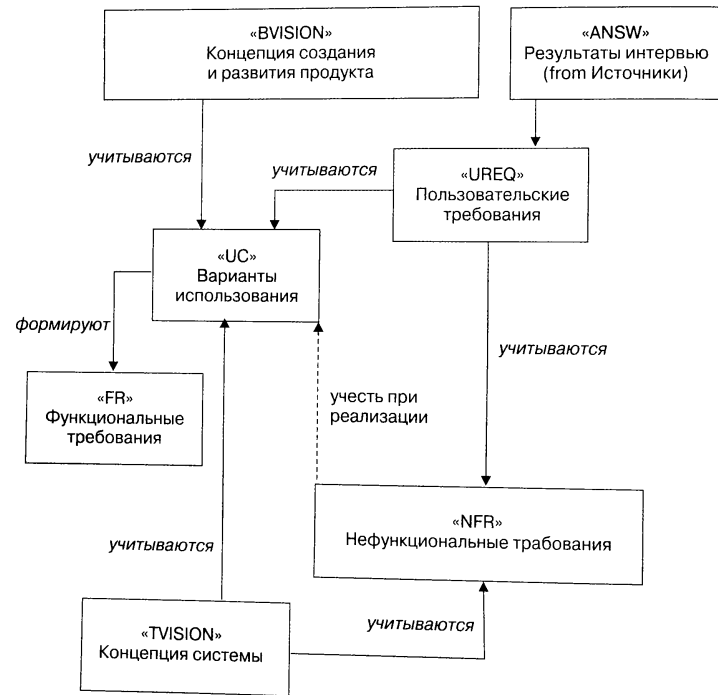 «BVISION»
Концепция создания
и развития продукта
«ANSW»
Результаты интервью
(from Источники)
учитываются
учитываются
«UREQ»
Пользовательские
требования
«UC»
Варианты
использования
формируют
учитываются
«FR»
Функциональные
требования
учесть при
реализации
«NFR»
Нефункциональные трабования
учитываются
«TVISION»
Концепция системы
учитываются